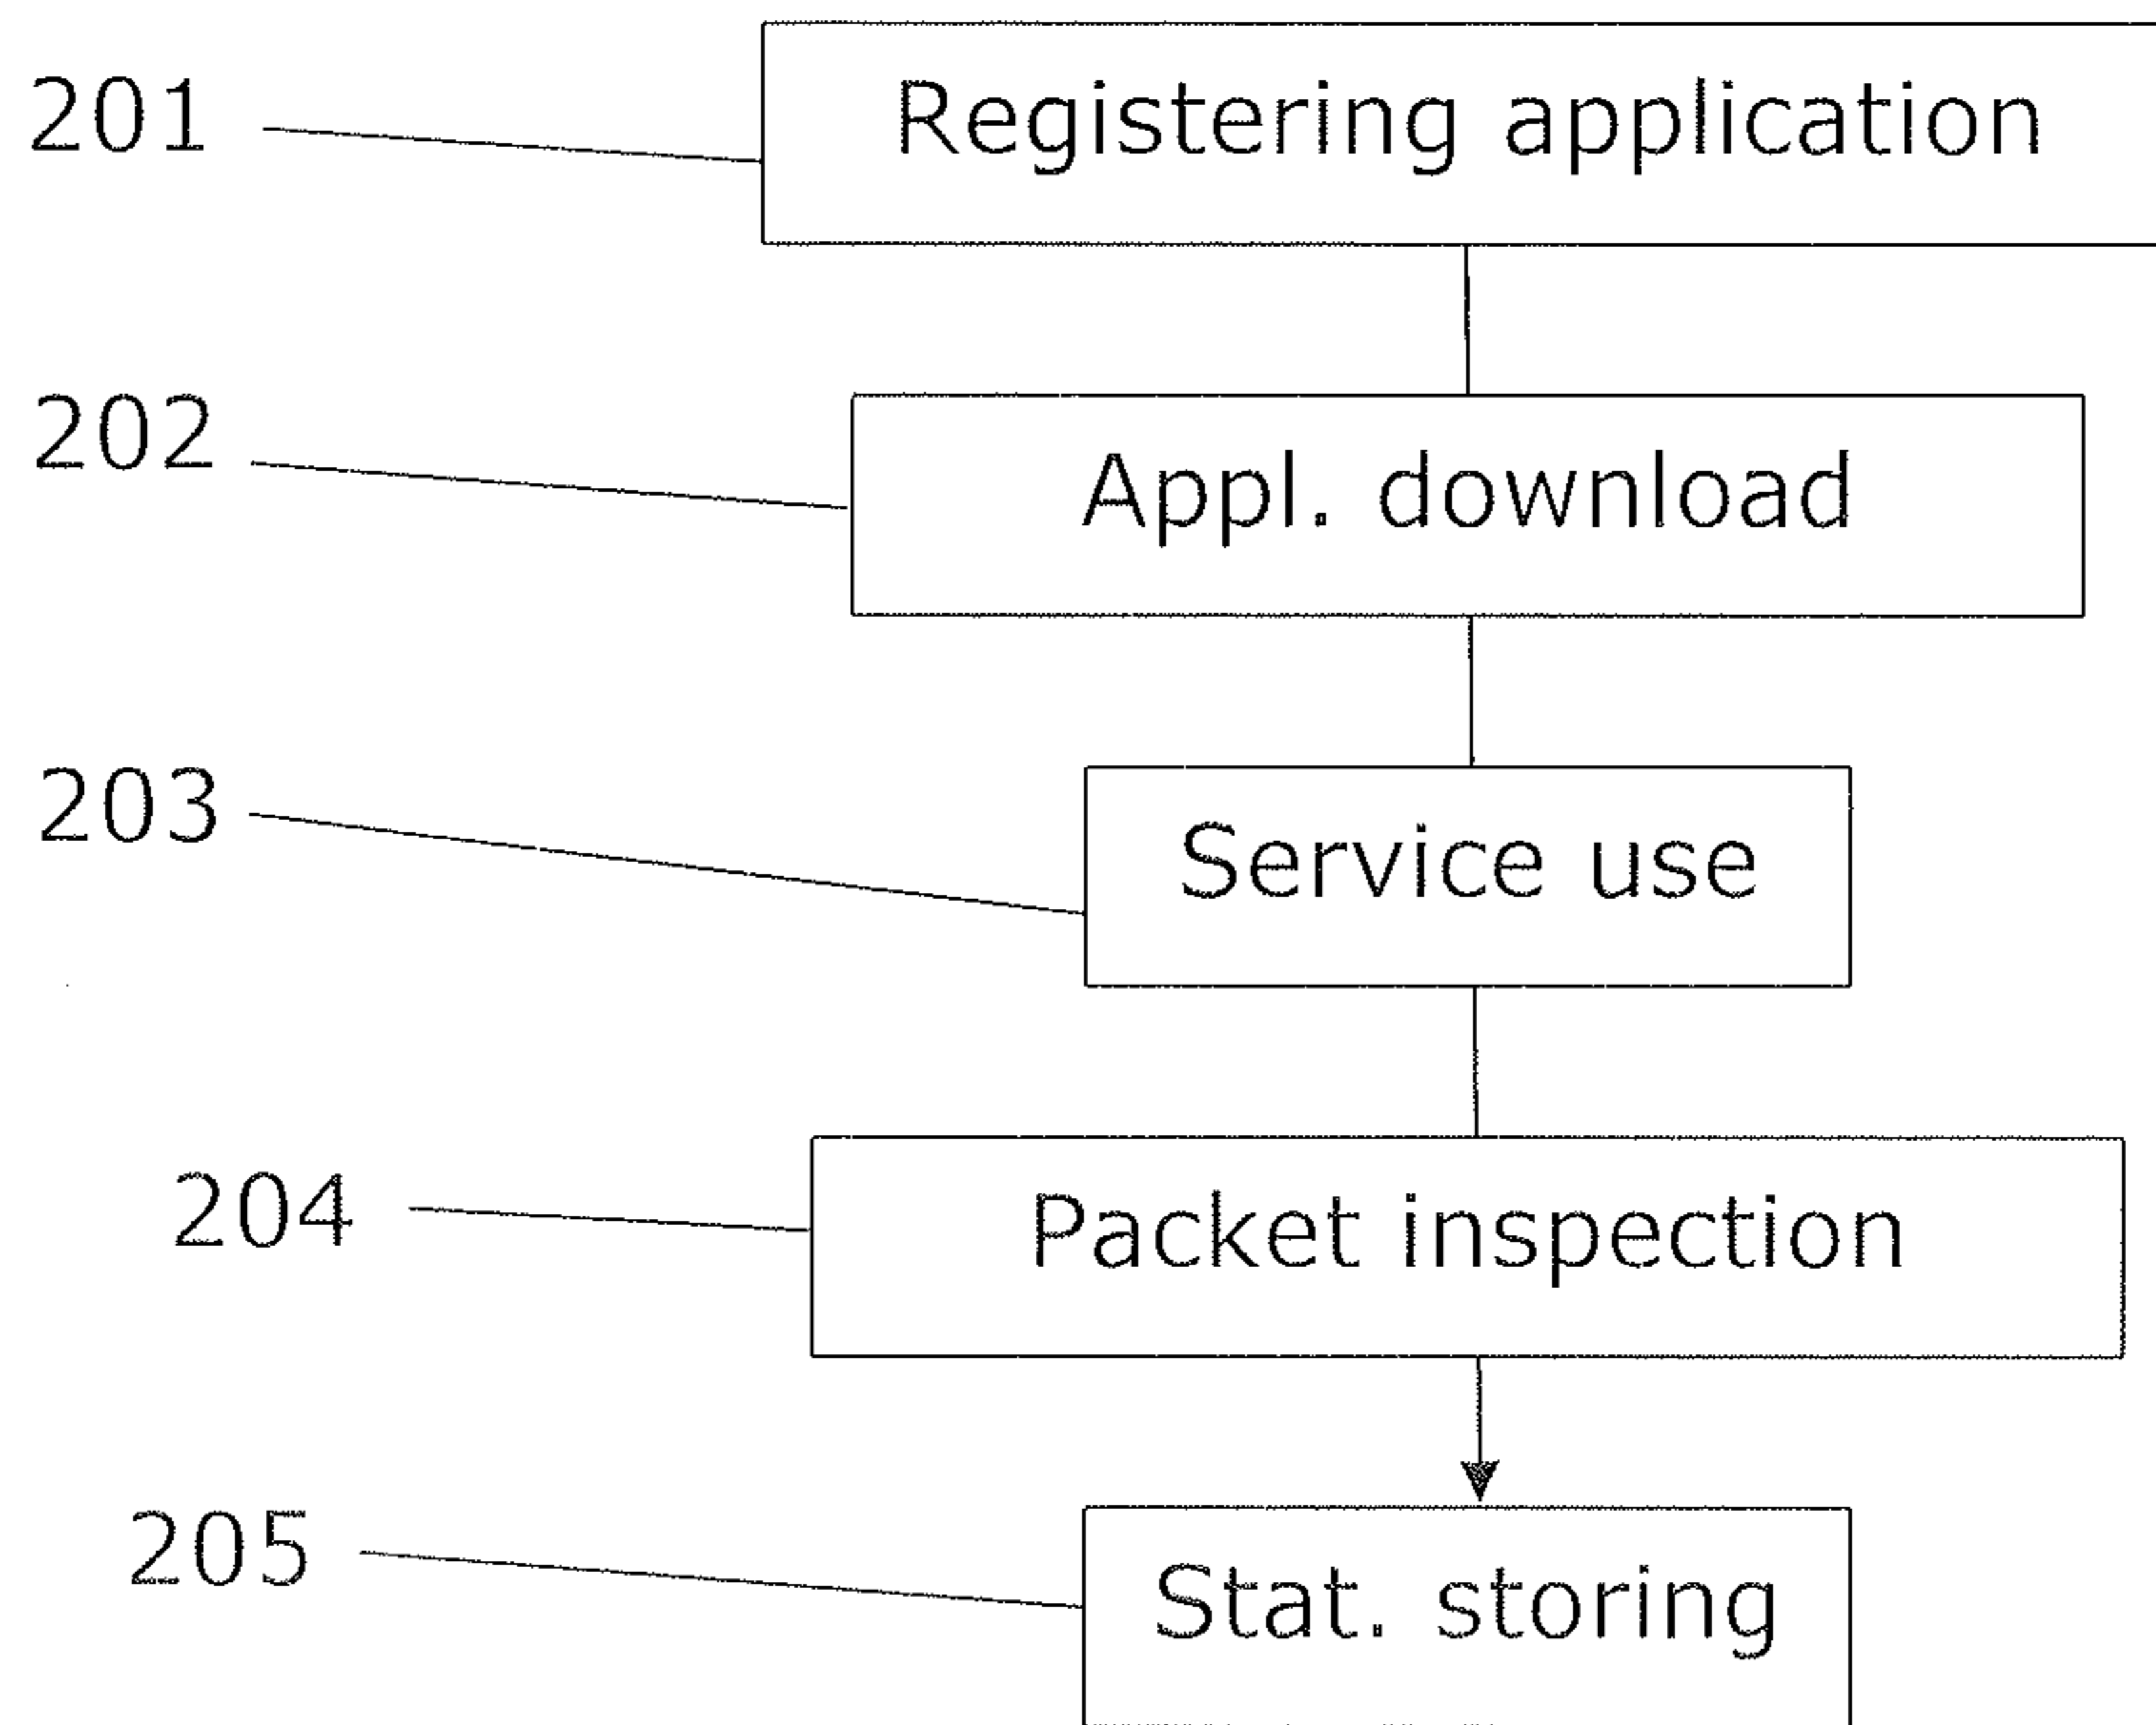 201
Registering application
202
Appl. download
203
Service use
204
Packet inspection
205
Stat. storing